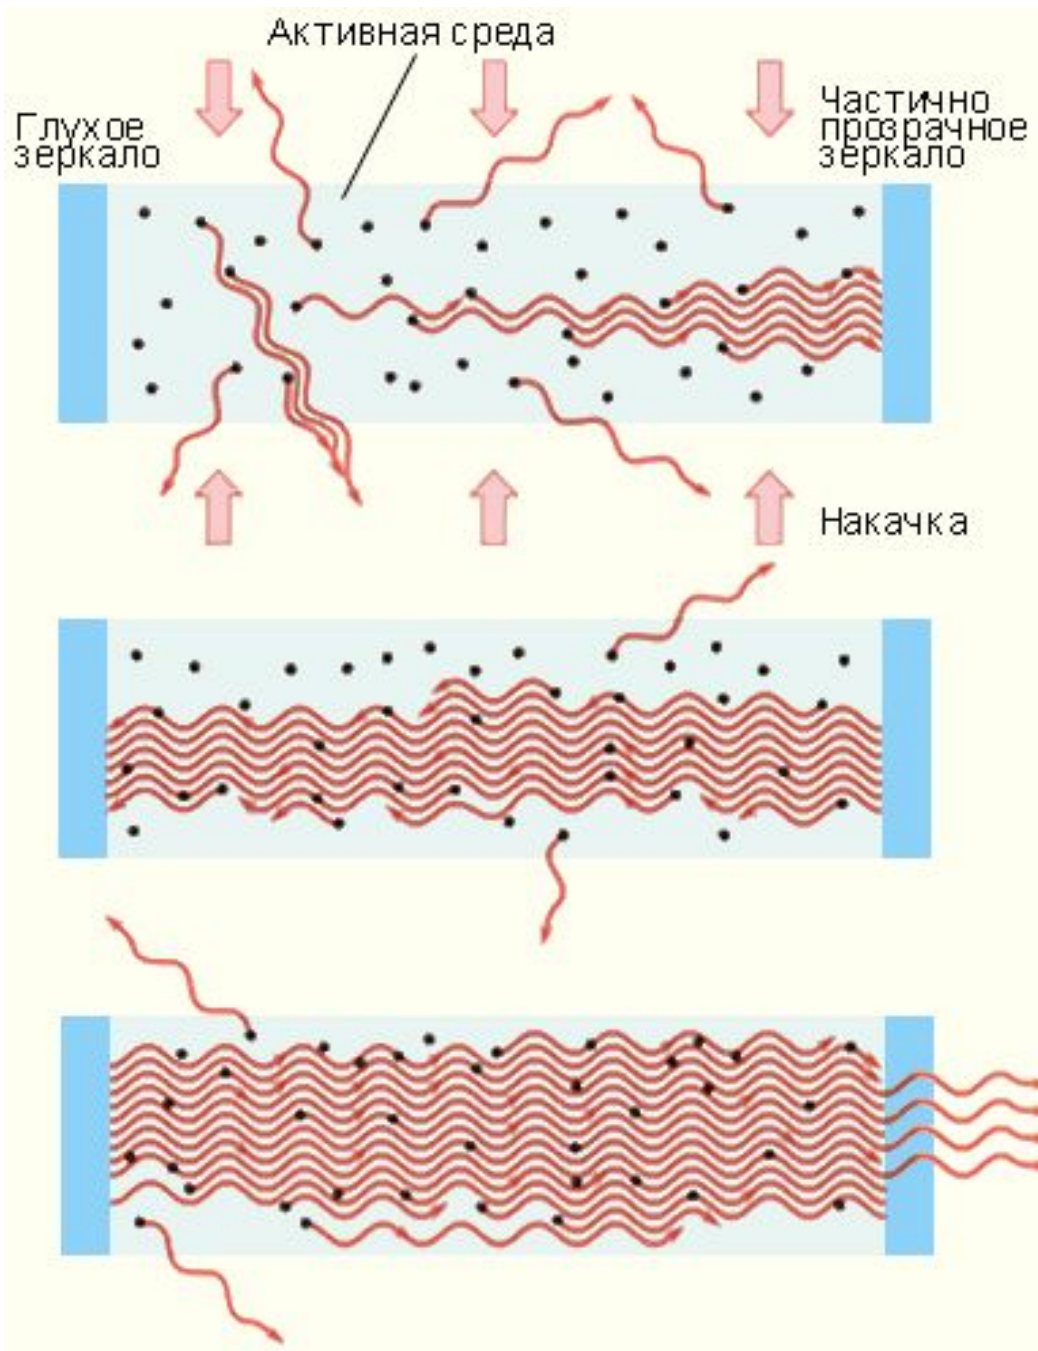 Активная среда
Глухое
зеркало
Частично
прозрачное
зеркало
Накачка